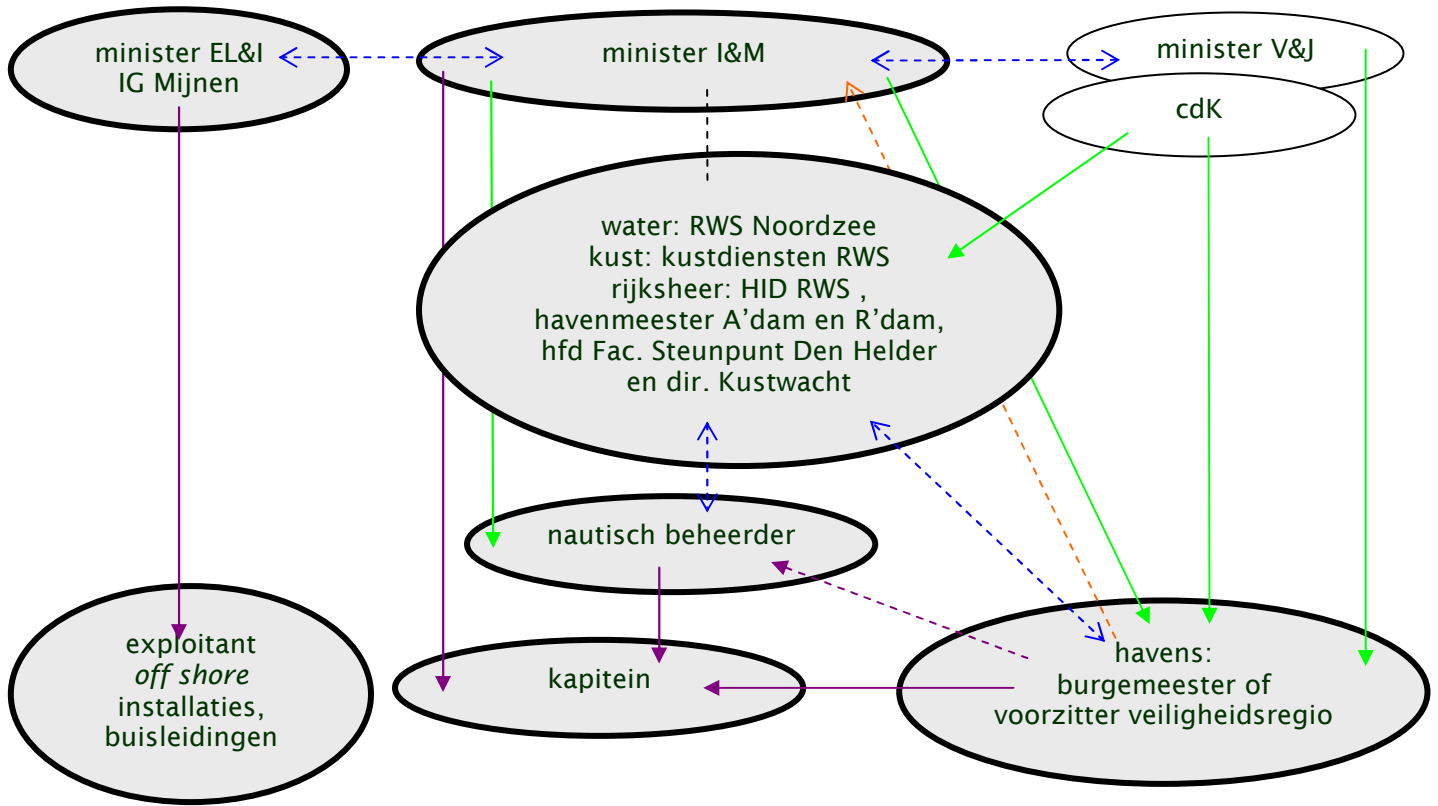 minister EL&I
IG Mijnen
minister I&M
minister V&J
cdK
water: RWS Noordzee
kust: kustdiensten RWS
rijksheer: HID RWS ,
havenmeester A’dam en R’dam,
hfd Fac. Steunpunt Den Helder
en dir. Kustwacht
nautisch beheerder
exploitant
off shore
installaties,
buisleidingen
kapitein
havens:
burgemeester of
voorzitter veiligheidsregio